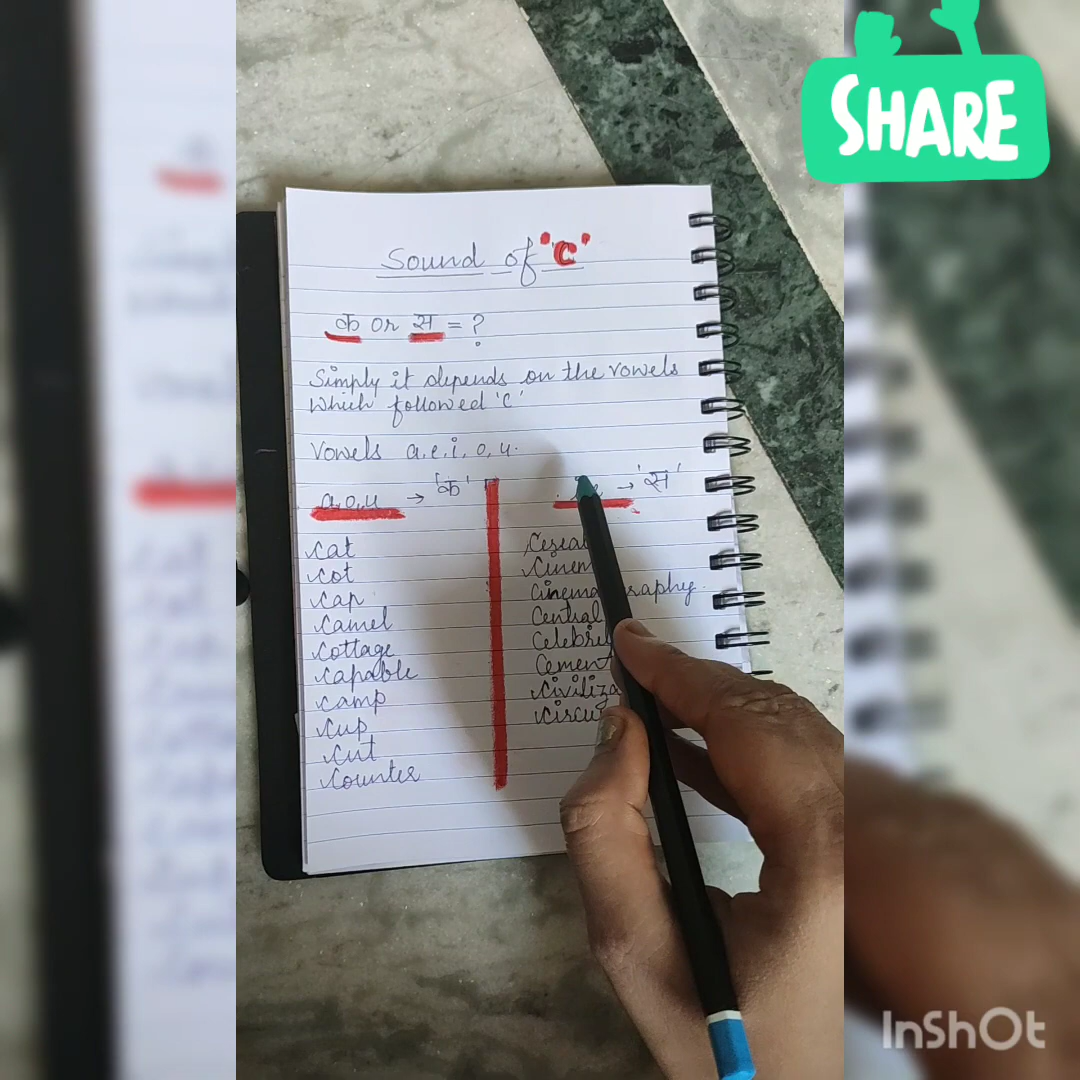 SHARE
Sound of "C"
क or स = ?
Simply it depends on the vowels
Which followed 'c'
Vowels a, e, i, o, u.
a, o, u → 'क'
→ 'स'
cat
cot
cap
camel
cottage
capable
camp
cup
cut
counter
Central
Cement
InShOt